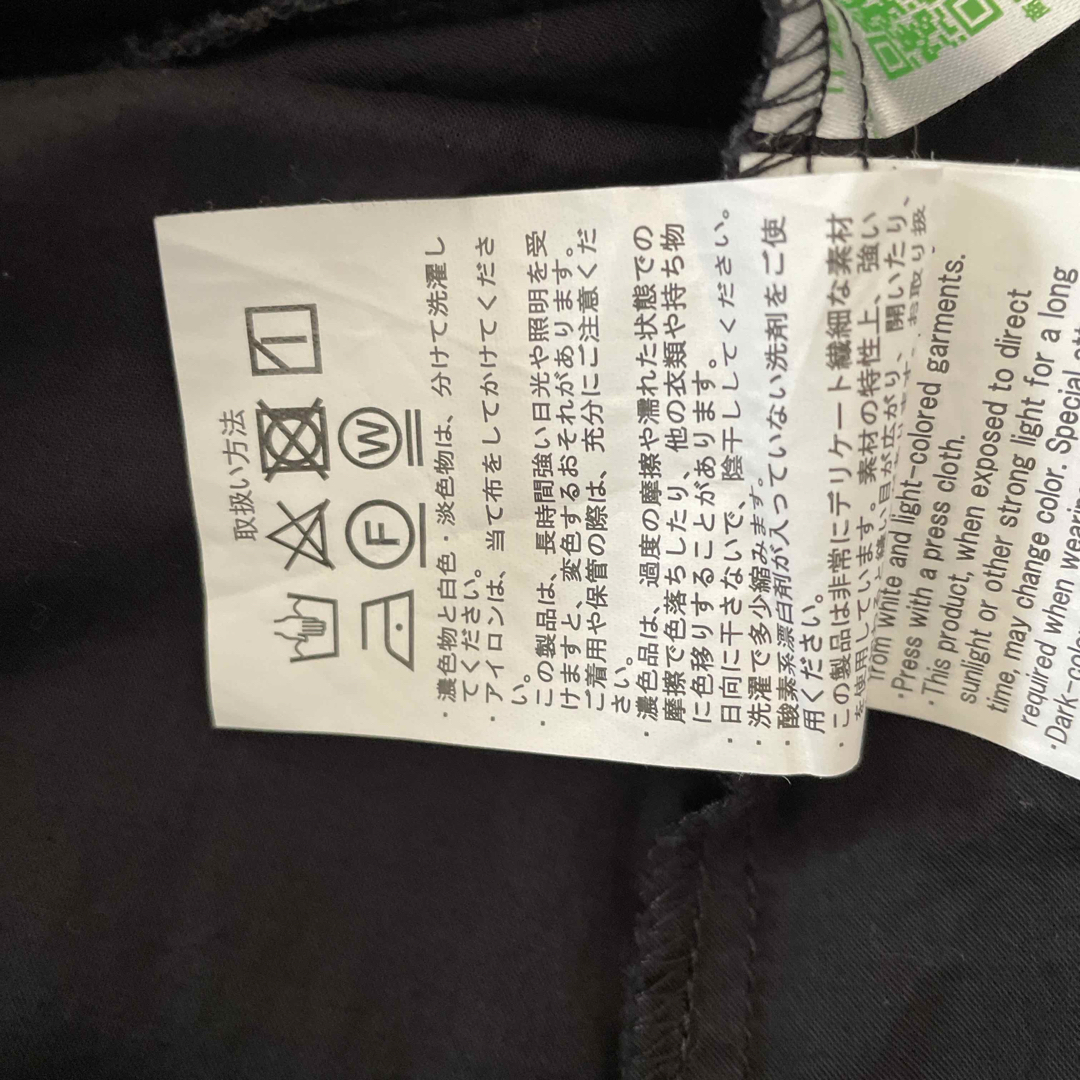 取扱い方法
F
W
・濃色物と白色・淡色物は、分けて洗濯し
てください。
・アイロンは、当て布をしてかけてくださ
い。
・この製品は、長時間強い日光や照明を受
けますと、変色するおそれがあります。
ご着用や保管の際は、充分にご注意くだ
さい。
・濃色品は、過度の摩擦や濡れた状態での
摩擦で色落ちしたり、他の衣類や持ち物
に色移りすることがあります。
・日向に干さないで、陰干ししてください。
・洗濯で多少縮みます。
・酸素系漂白剤が入っていない洗剤をご使
用ください。
・この製品は非常にデリケート繊細な素材
を使用しています。素材の特性上、強い
開いたり、
お取り扱
from white and light-colored garments.
・Press with a press cloth.
・This product, when exposed to direct
sunlight or other strong light for a long
time, may change color. Special
required when wearing
・Dark-colo